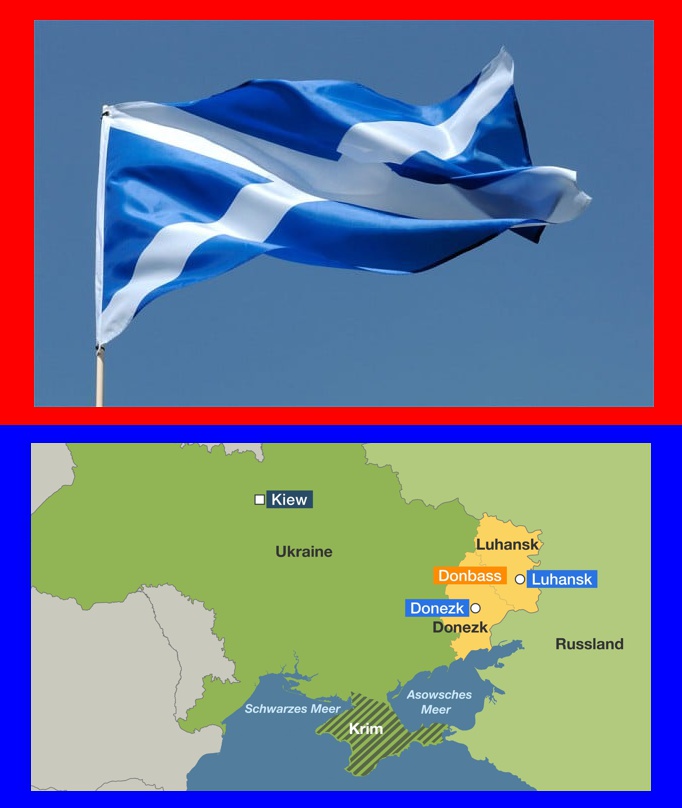 Kiew
Ukraine
Luhansk
Donbass
Luhansk
Donezk
Donezk
Russland
Asowsches
Meer
Schwarzes Meer
Krim